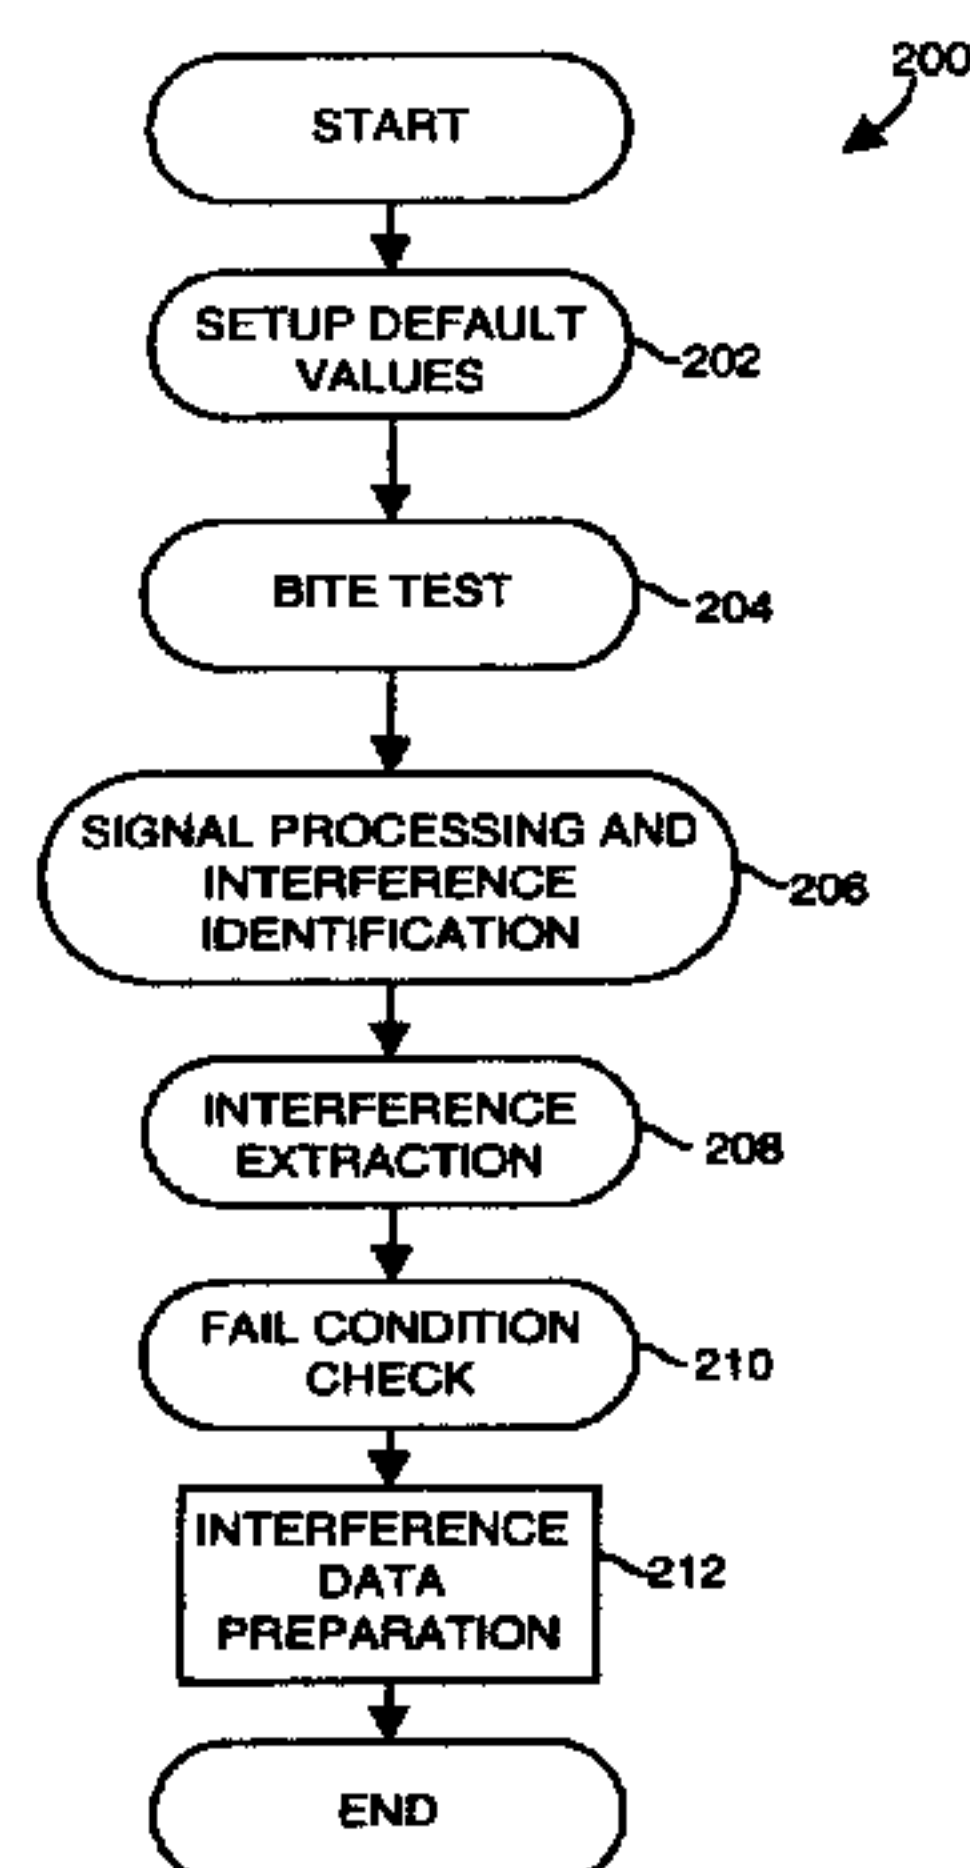 200
START
SETUP DEFAULT
VALUES
202
BITE TEST
204
SIGNAL PROCESSING AND
INTERFERENCE
IDENTIFICATION
206
INTERFERENCE
EXTRACTION
208
FAIL CONDITION
CHECK
210
INTERFERENCE
DATA
PREPARATION
212
END